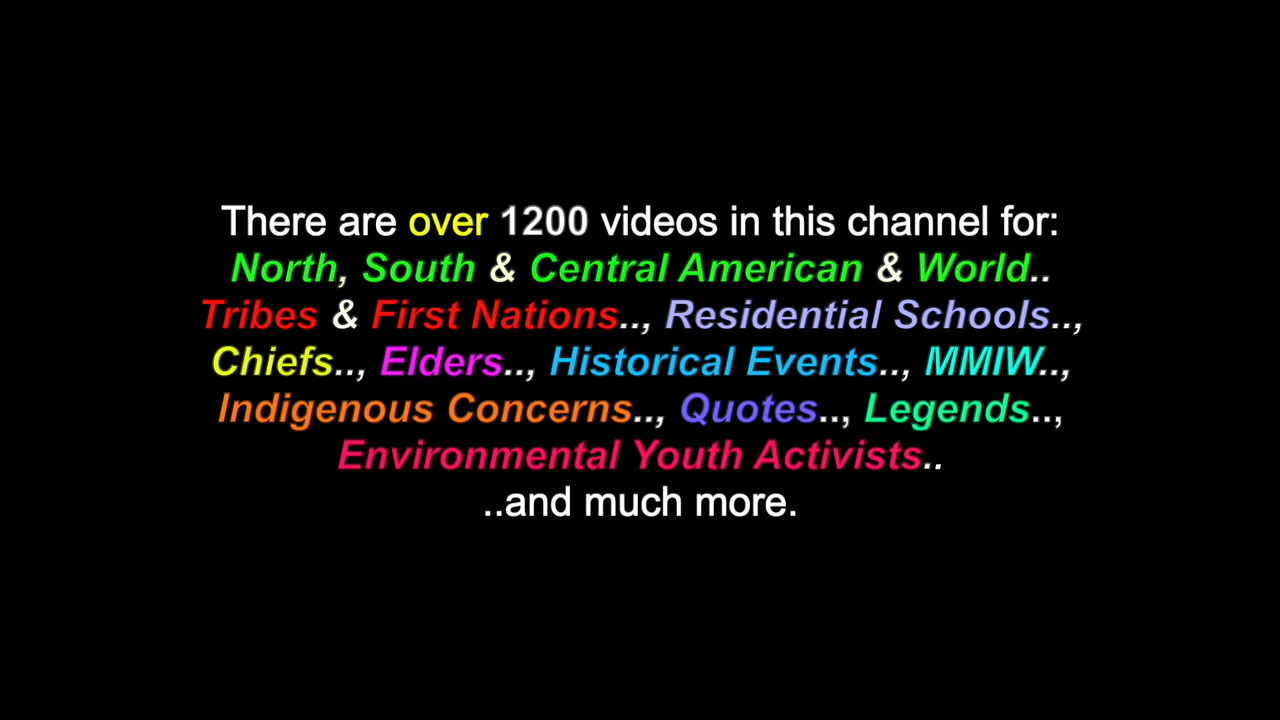 There are over 1200 videos in this channel for:
North, South & Central American & World..
Tribes & First Nations.., Residential Schools..,
Chiefs.., Elders.., Historical Events.., MMIW..,
Indigenous Concerns.., Quotes.., Legends..,
Environmental Youth Activists..
..and much more.